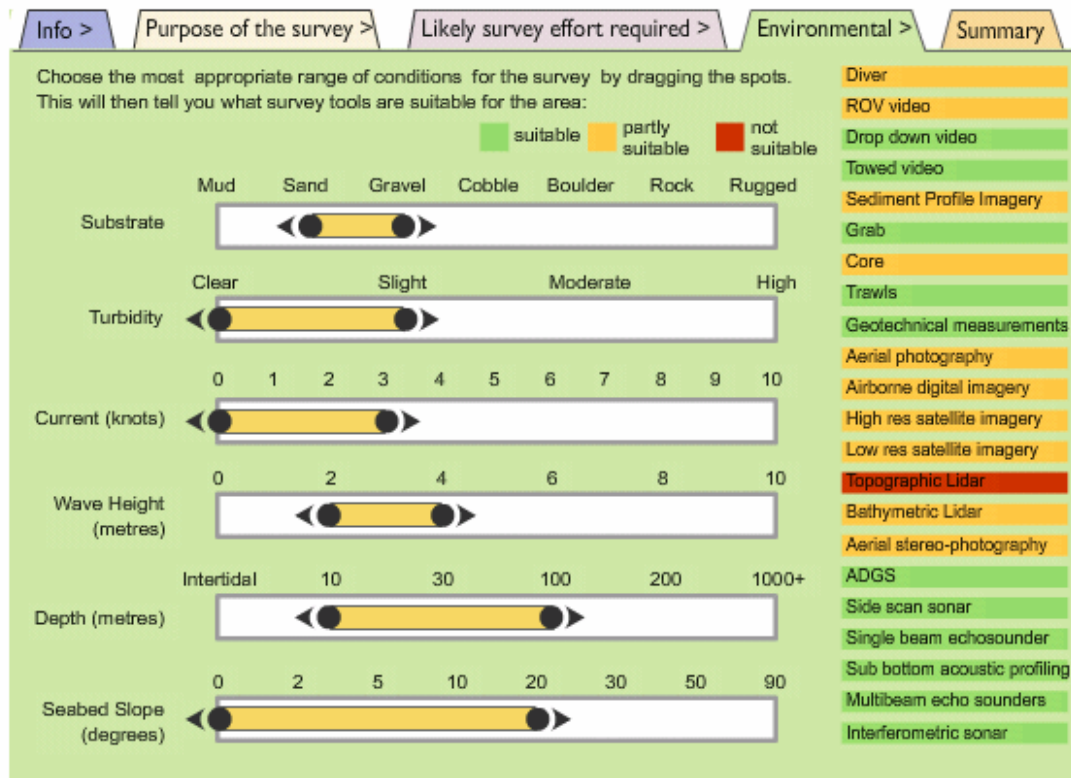 Info >
Purpose of the survey >
Likely survey effort required >
Environmental >
Summary
Choose the most appropriate range of conditions for the survey by dragging the spots.
This will then tell you what survey tools are suitable for the area:
suitable
partly
suitable
not
suitable
Mud Sand Gravel Cobble Boulder Rock Rugged
Substrate
Clear Slight Moderate High
Turbidity
0 1 2 3 4 5 6 7 8 9 10
Current (knots)
0 2 4 6 8 10
Wave Height
(metres)
Intertidal 10 30 100 200 1000+
Depth (metres)
0 2 5 10 20 30 50 90
Seabed Slope
(degrees)
Diver
ROV video
Drop down video
Towed video
Sediment Profile Imagery
Grab
Core
Trawls
Geotechnical measurements
Aerial photography
Airborne digital imagery
High res satellite imagery
Low res satellite imagery
Topographic Lidar
Bathymetric Lidar
Aerial stereo-photography
ADGS
Side scan sonar
Single beam echosounder
Sub bottom acoustic profiling
Multibeam echo sounders
Interferometric sonar